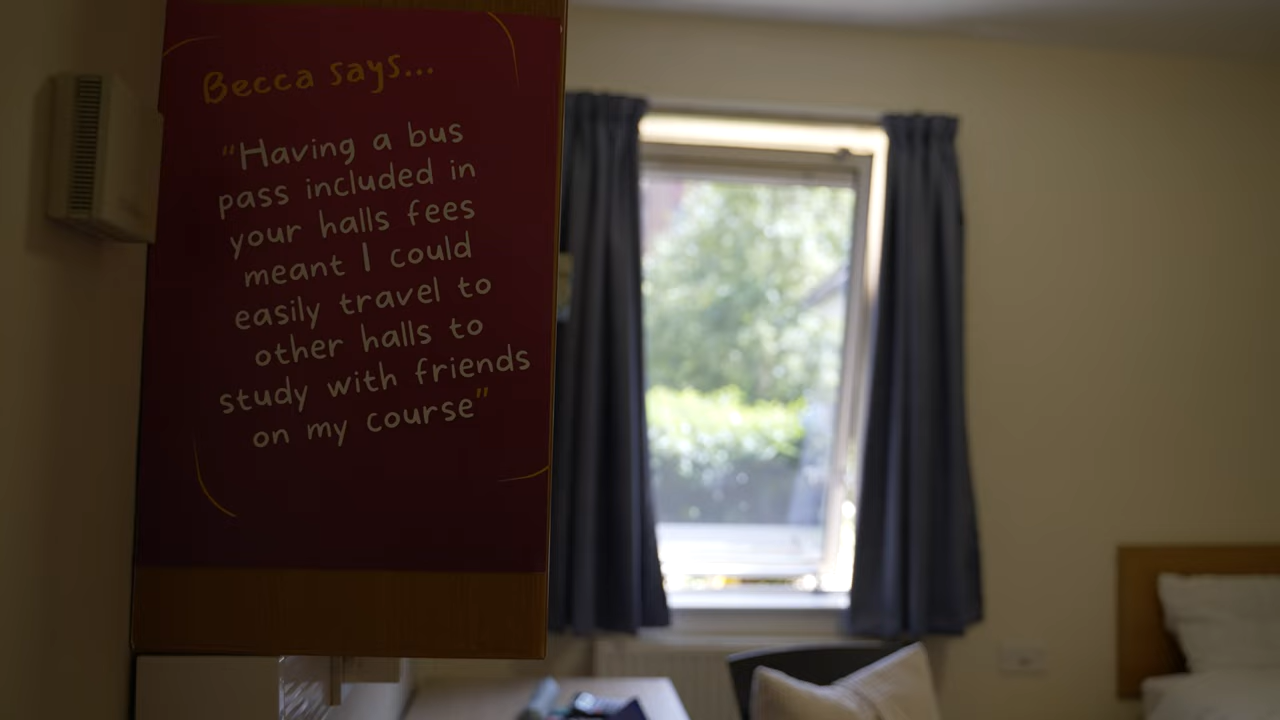 Becca says...
"Having a bus
pass included in
your halls fees
meant I could
easily travel to
other halls to
study with friends
on my course"